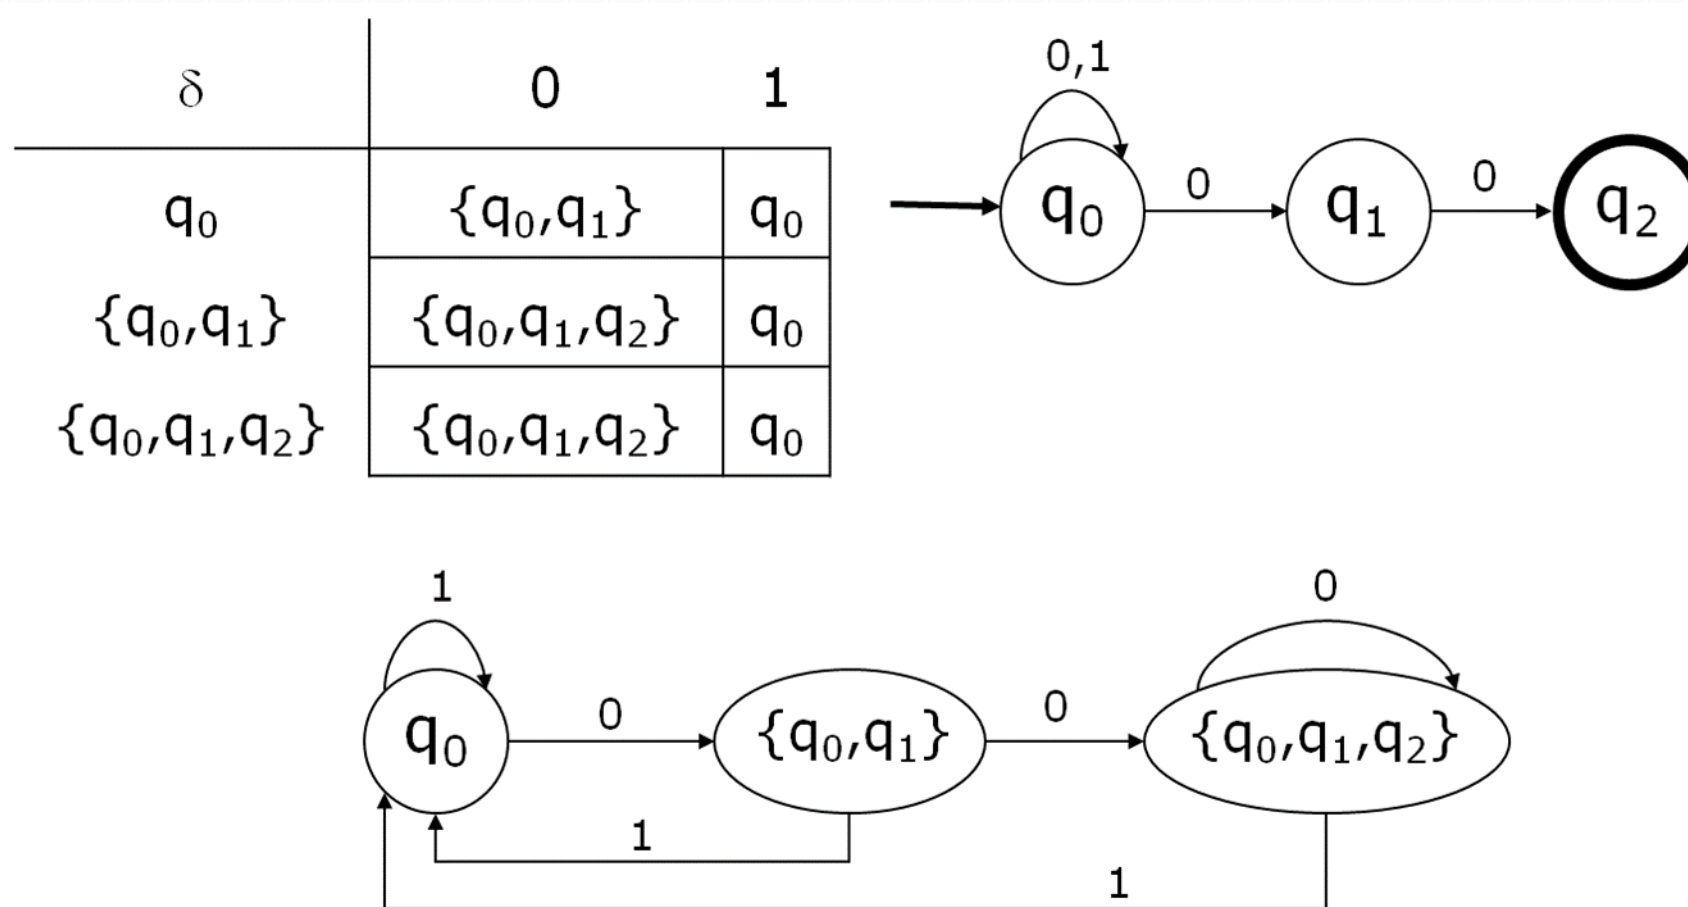 δ 0 1
q₀ {q₀,q₁} q₀
{q₀,q₁} {q₀,q₁,q₂} q₀
{q₀,q₁,q₂} {q₀,q₁,q₂} q₀
0,1
q₀ 0 q₁ 0 q₂
1 0
q₀ 0 {q₀,q₁} 0 {q₀,q₁,q₂}
1
1